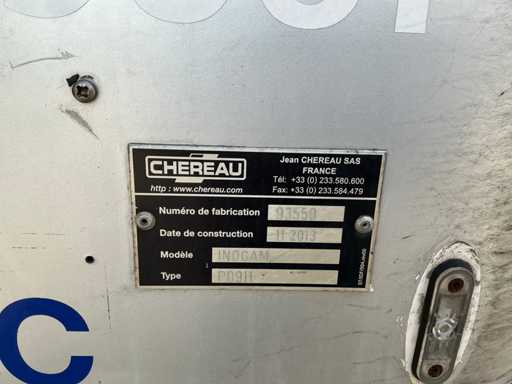 CHEREAU
http : www.chereau.com
Jean CHEREAU SAS
FRANCE
Tél: +33 (0) 233.580.600
Fax: +33 (0) 233.584.479
Numéro de fabrication 93550
Date de construction 11 2013
Modèle INOGAM
Type P09H
C